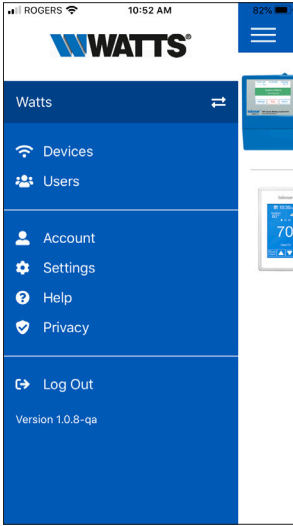 ROGERS 10:52 AM 82%
WATTS®
Watts
Devices
Users
Account
Settings
Help
Privacy
Log Out
Version 1.0.8-qa
70